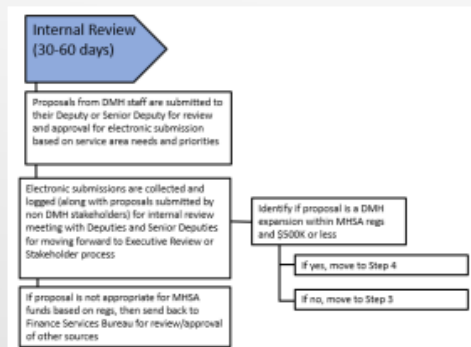 Internal Review
(30-60 days)
Proposals from DMH staff are submitted to
their Deputy or Senior Deputy for review
and approval for electronic submission
based on service area needs and priorities
Electronic submissions are collected and
logged (along with proposals submitted by
non DMH stakeholders) for internal review
meeting with Deputies and Senior Deputies
for moving forward to Executive Review or
Stakeholder process
Identify if proposal is a DMH
expansion within MHSA regs
and $500K or less
If yes, move to Step 4
If no, move to Step 3
If proposal is not appropriate for MHSA
funds based on regs, then send back to
Finance Services Bureau for review/approval
of other sources